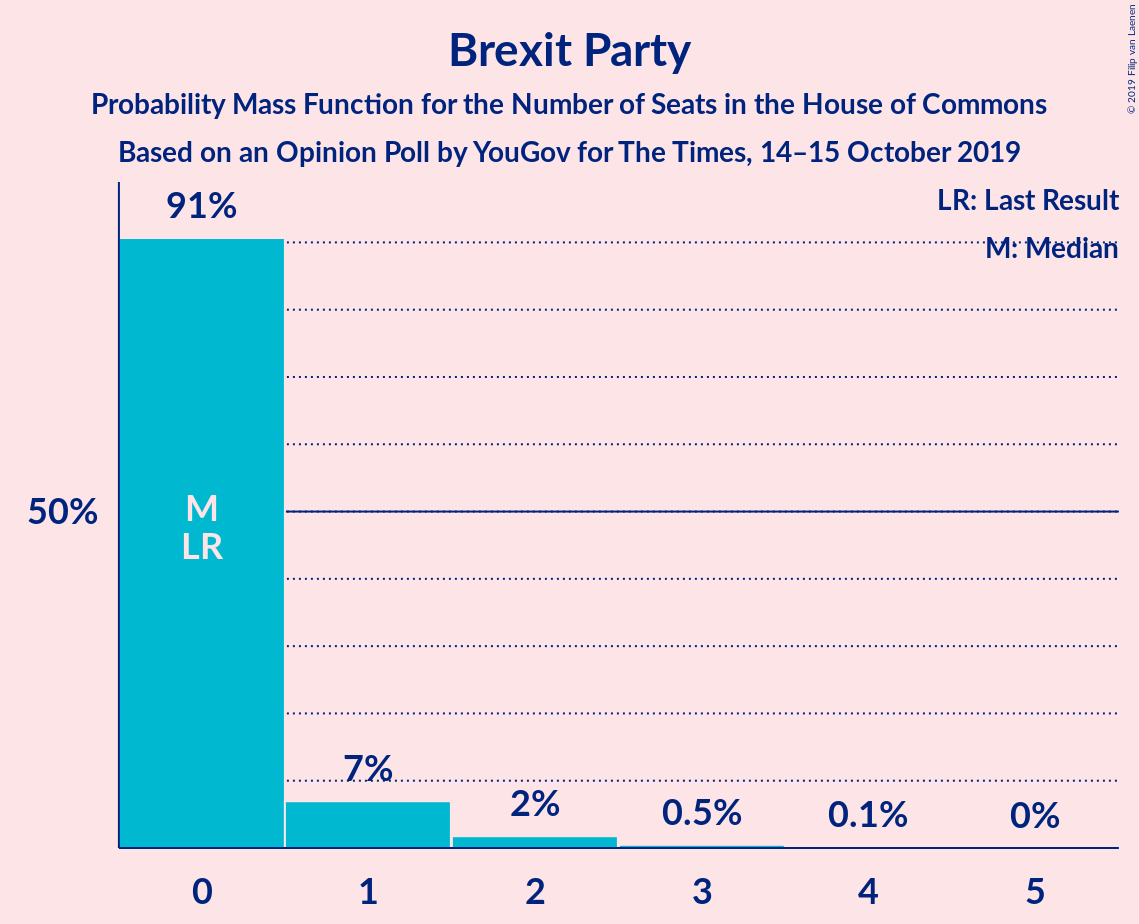 Brexit Party
Probability Mass Function for the Number of Seats in the House of Commons
Based on an Opinion Poll by YouGov for The Times, 14–15 October 2019
© 2019 Filip van Laenen
LR: Last Result
M: Median
91%
50%
M
LR
7%
2%
0.5%
0.1%
0%
0 1 2 3 4 5